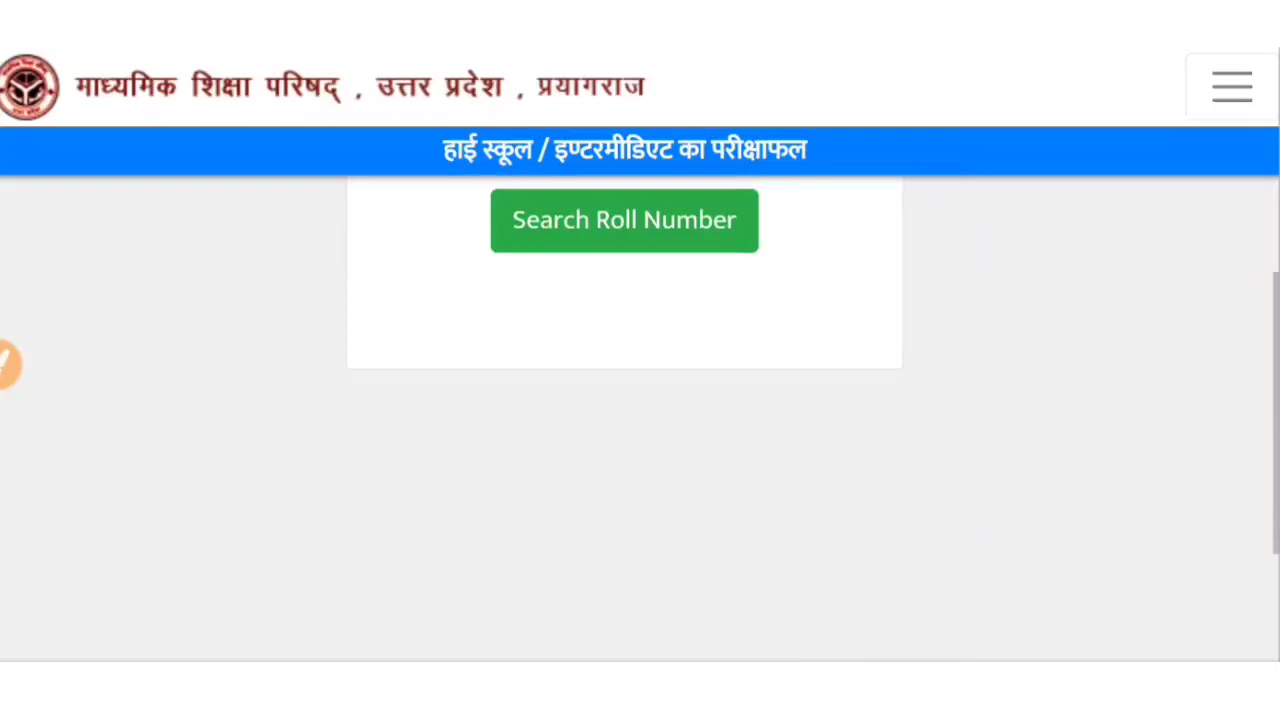 माध्यमिक शिक्षा परिषद् , उत्तर प्रदेश , प्रयागराज
हाई स्कूल / इण्टरमीडिएट का परीक्षाफल
Search Roll Number